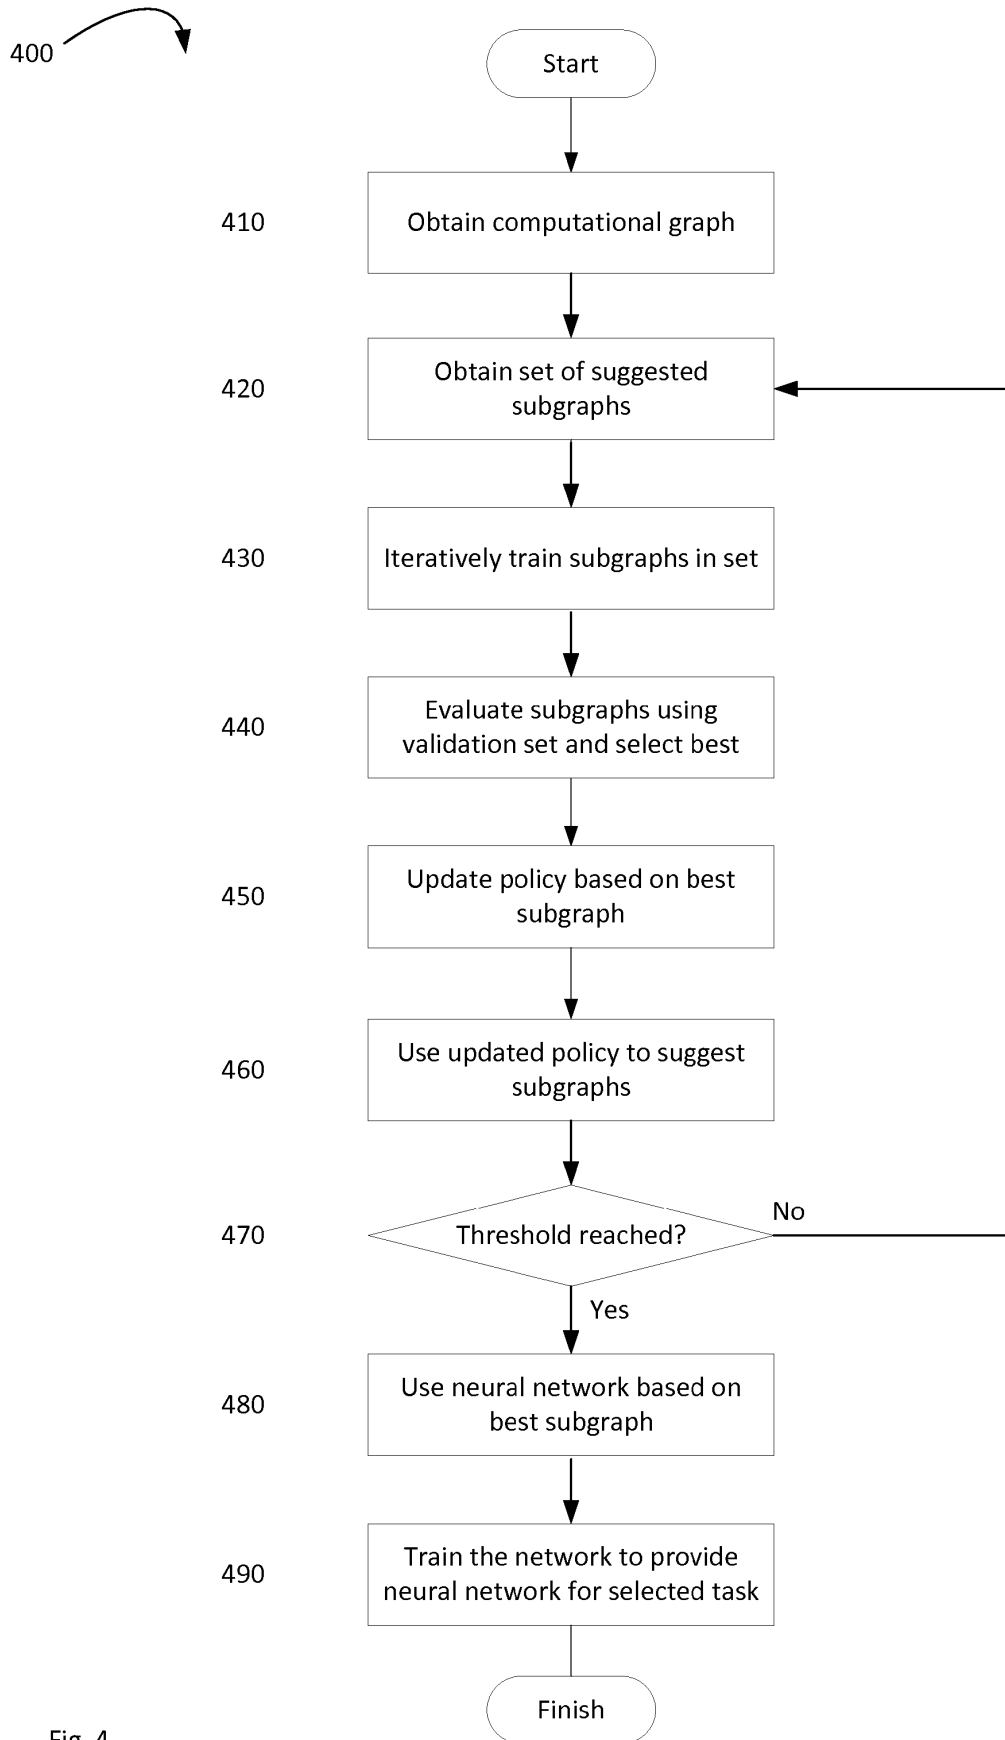 400
Start
410
Obtain computational graph
420
Obtain set of suggested
subgraphs
430
Iteratively train subgraphs in set
440
Evaluate subgraphs using
validation set and select best
450
Update policy based on best
subgraph
460
Use updated policy to suggest
subgraphs
470
Threshold reached?
No
Yes
480
Use neural network based on
best subgraph
490
Train the network to provide
neural network for selected task
Finish
Fig. 4